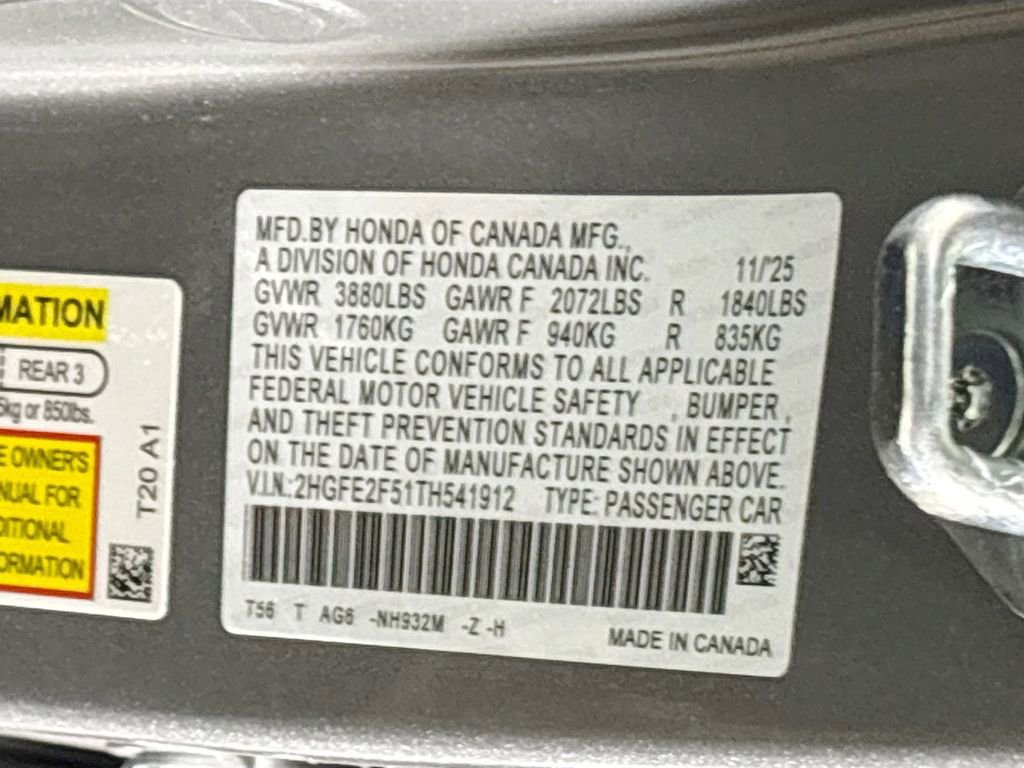 MFD.BY HONDA OF CANADA MFG.,
A DIVISION OF HONDA CANADA INC. 11/'25
GVWR 3880LBS GAWR F 2072LBS R 1840LBS
GVWR 1760KG GAWR F 940KG R 835KG
THIS VEHICLE CONFORMS TO ALL APPLICABLE
FEDERAL MOTOR VEHICLE SAFETY , BUMPER ,
AND THEFT PREVENTION STANDARDS IN EFFECT
ON THE DATE OF MANUFACTURE SHOWN ABOVE.
V.I.N.:2HGFE2F51TH541912 TYPE: PASSENGER CAR
T56 T AG6 -NH932M -Z -H
MADE IN CANADA
MATION
REAR 3
5kg or 850lbs.
E OWNER'S
NUAL FOR
DITIONAL
ORMATION
T20 A1